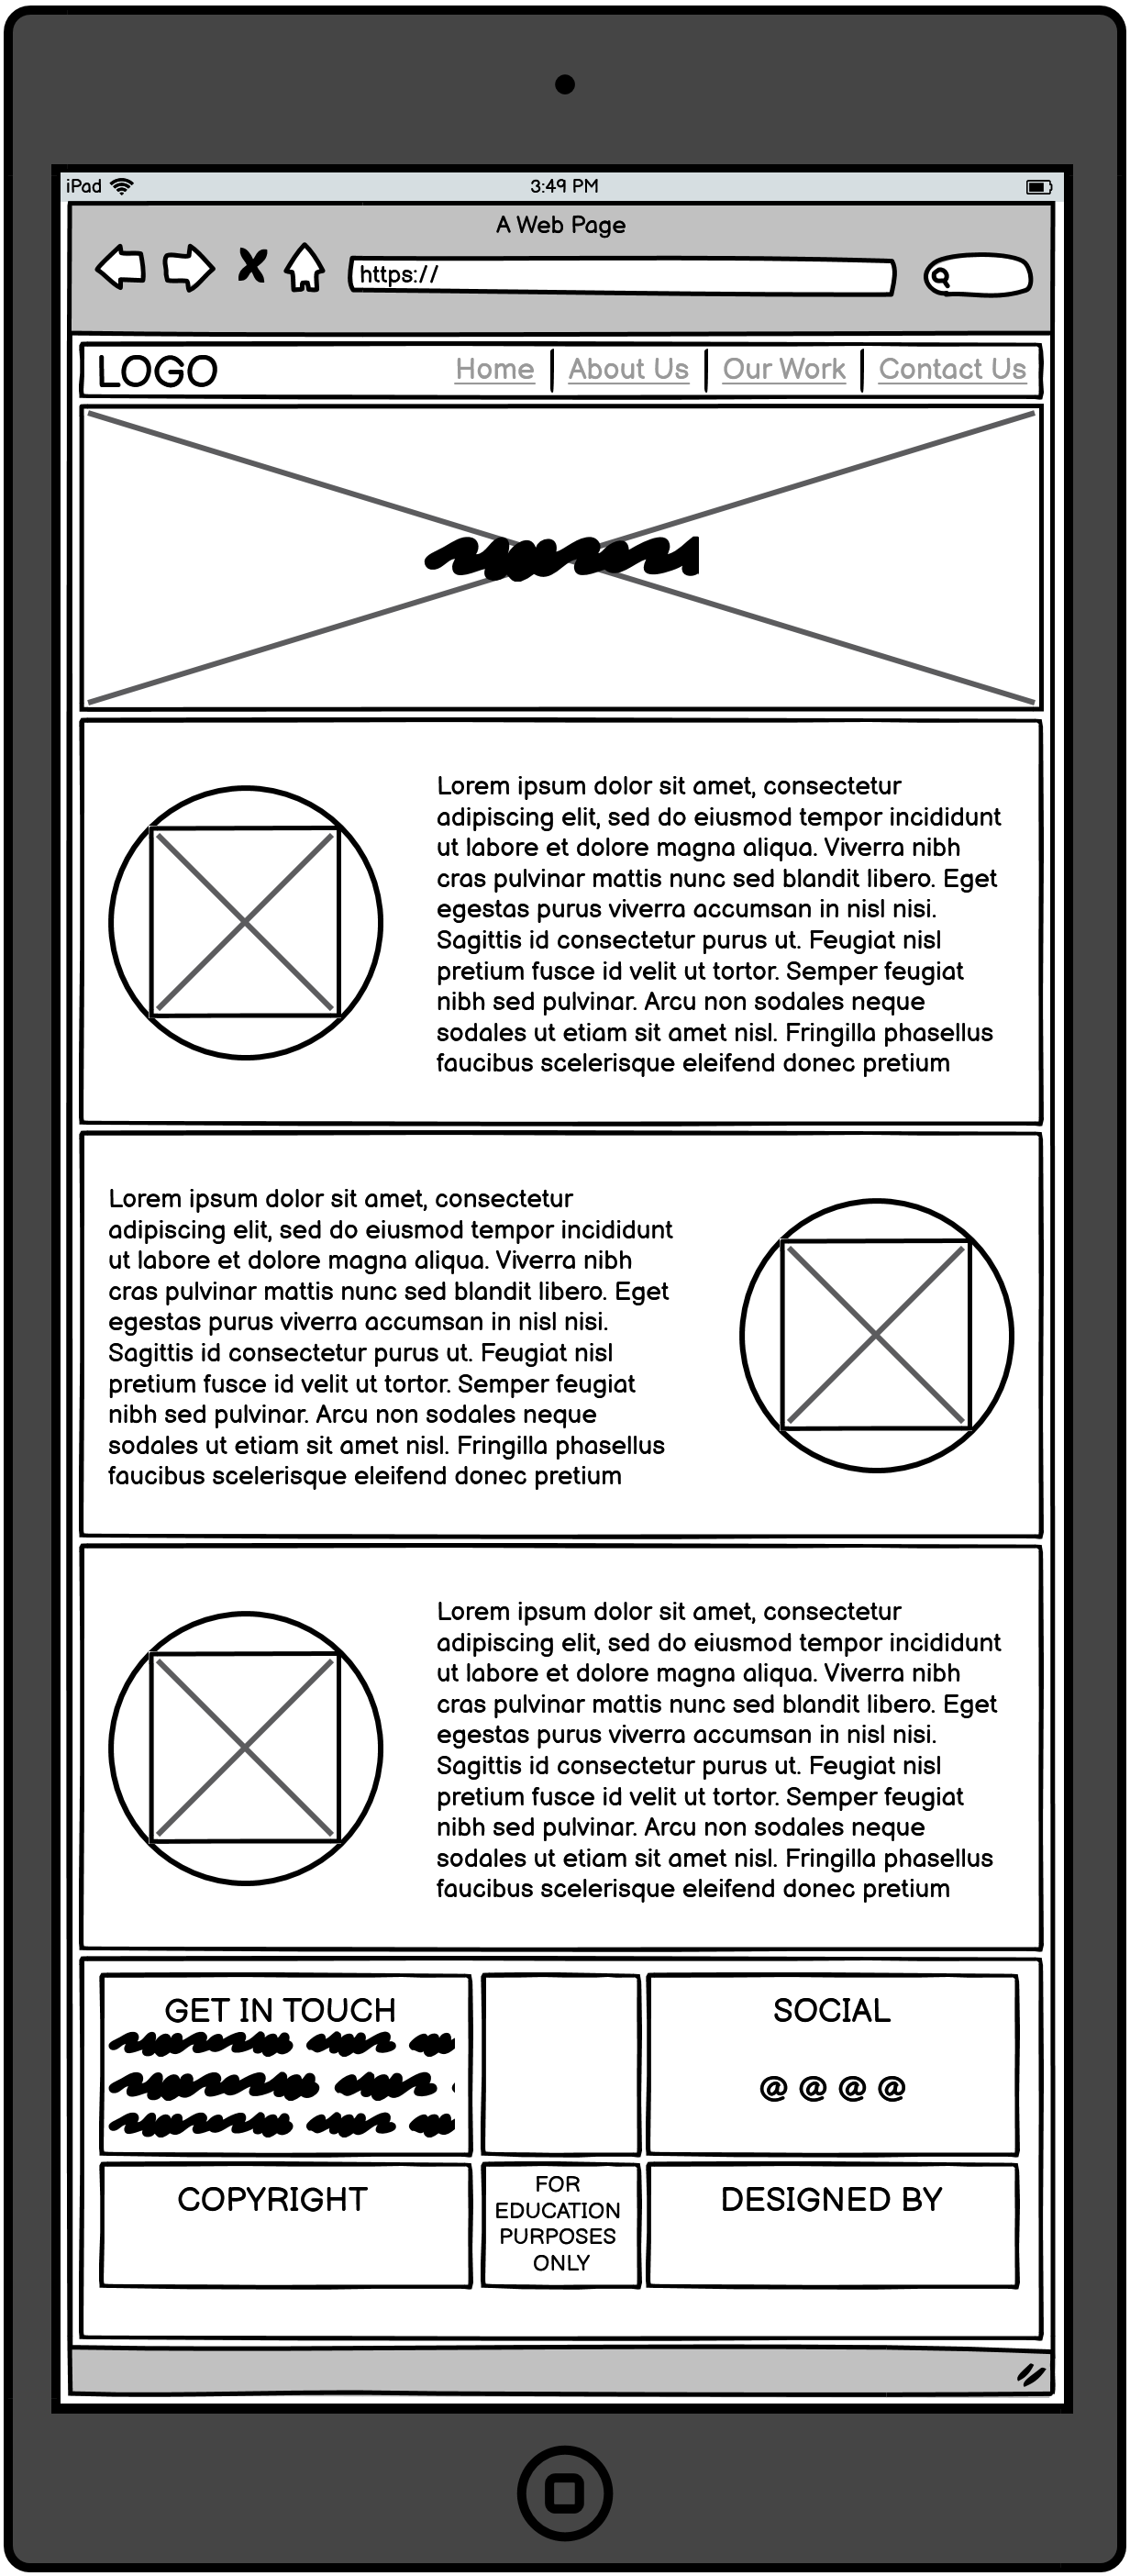 iPad
3:49 PM
A Web Page
https://
LOGO
Home
About Us
Our Work
Contact Us
Lorem ipsum dolor sit amet, consectetur
adipiscing elit, sed do eiusmod tempor incididunt
ut labore et dolore magna aliqua. Viverra nibh
cras pulvinar mattis nunc sed blandit libero. Eget
egestas purus viverra accumsan in nisl nisi.
Sagittis id consectetur purus ut. Feugiat nisl
pretium fusce id velit ut tortor. Semper feugiat
nibh sed pulvinar. Arcu non sodales neque
sodales ut etiam sit amet nisl. Fringilla phasellus
faucibus scelerisque eleifend donec pretium
Lorem ipsum dolor sit amet, consectetur
adipiscing elit, sed do eiusmod tempor incididunt
ut labore et dolore magna aliqua. Viverra nibh
cras pulvinar mattis nunc sed blandit libero. Eget
egestas purus viverra accumsan in nisl nisi.
Sagittis id consectetur purus ut. Feugiat nisl
pretium fusce id velit ut tortor. Semper feugiat
nibh sed pulvinar. Arcu non sodales neque
sodales ut etiam sit amet nisl. Fringilla phasellus
faucibus scelerisque eleifend donec pretium
Lorem ipsum dolor sit amet, consectetur
adipiscing elit, sed do eiusmod tempor incididunt
ut labore et dolore magna aliqua. Viverra nibh
cras pulvinar mattis nunc sed blandit libero. Eget
egestas purus viverra accumsan in nisl nisi.
Sagittis id consectetur purus ut. Feugiat nisl
pretium fusce id velit ut tortor. Semper feugiat
nibh sed pulvinar. Arcu non sodales neque
sodales ut etiam sit amet nisl. Fringilla phasellus
faucibus scelerisque eleifend donec pretium
GET IN TOUCH
SOCIAL
@ @ @ @
COPYRIGHT
FOR
EDUCATION
PURPOSES
ONLY
DESIGNED BY